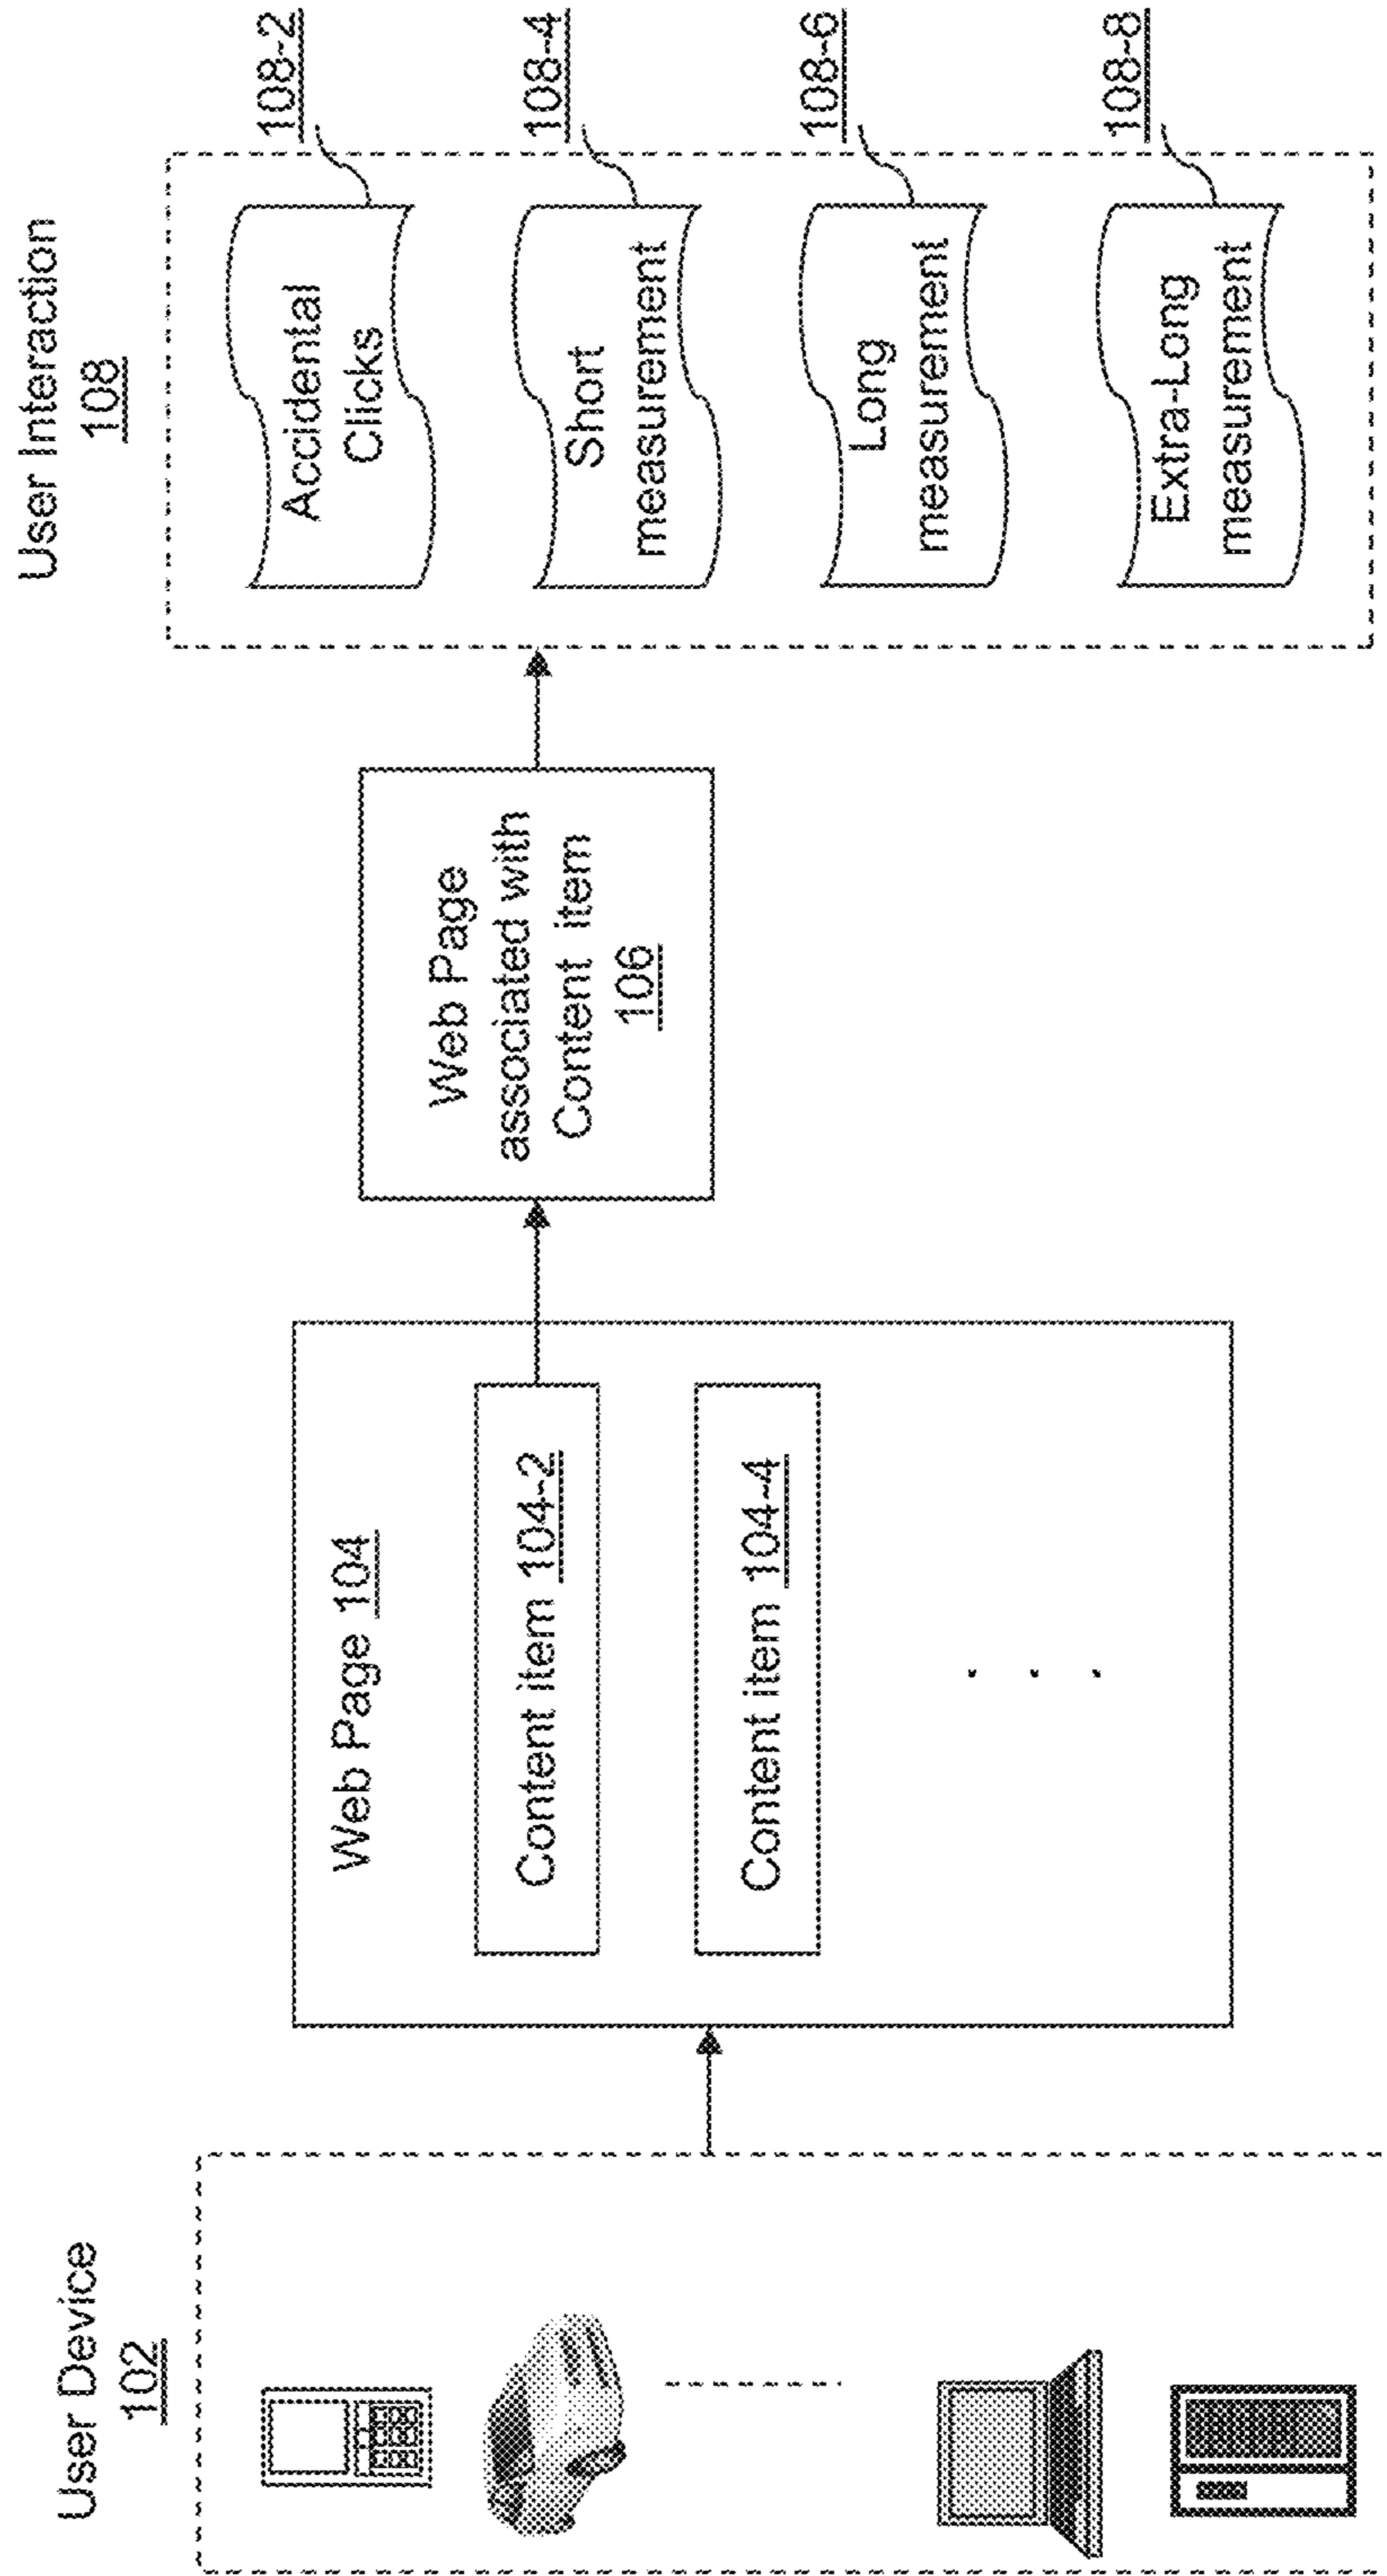 User Device
102
Web Page 104
Content item 104-2
Content item 104-4
. . .
Web Page
associated with
Content item
106
User Interaction
108
Accidental
Clicks
108-2
Short
measurement
108-4
Long
measurement
108-6
Extra-Long
measurement
108-8